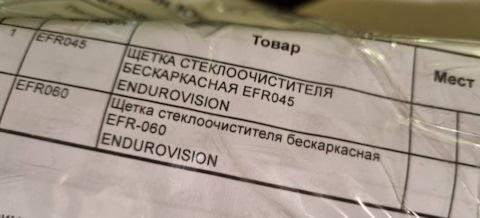 Товар
Мест
1
EFR045
ЩЕТКА СТЕКЛООЧИСТИТЕЛЯ
БЕСКАРКАСНАЯ EFR045
ENDUROVISION
EFR060
Щетка стеклоочистителя бескаркасная
EFR-060
ENDUROVISION